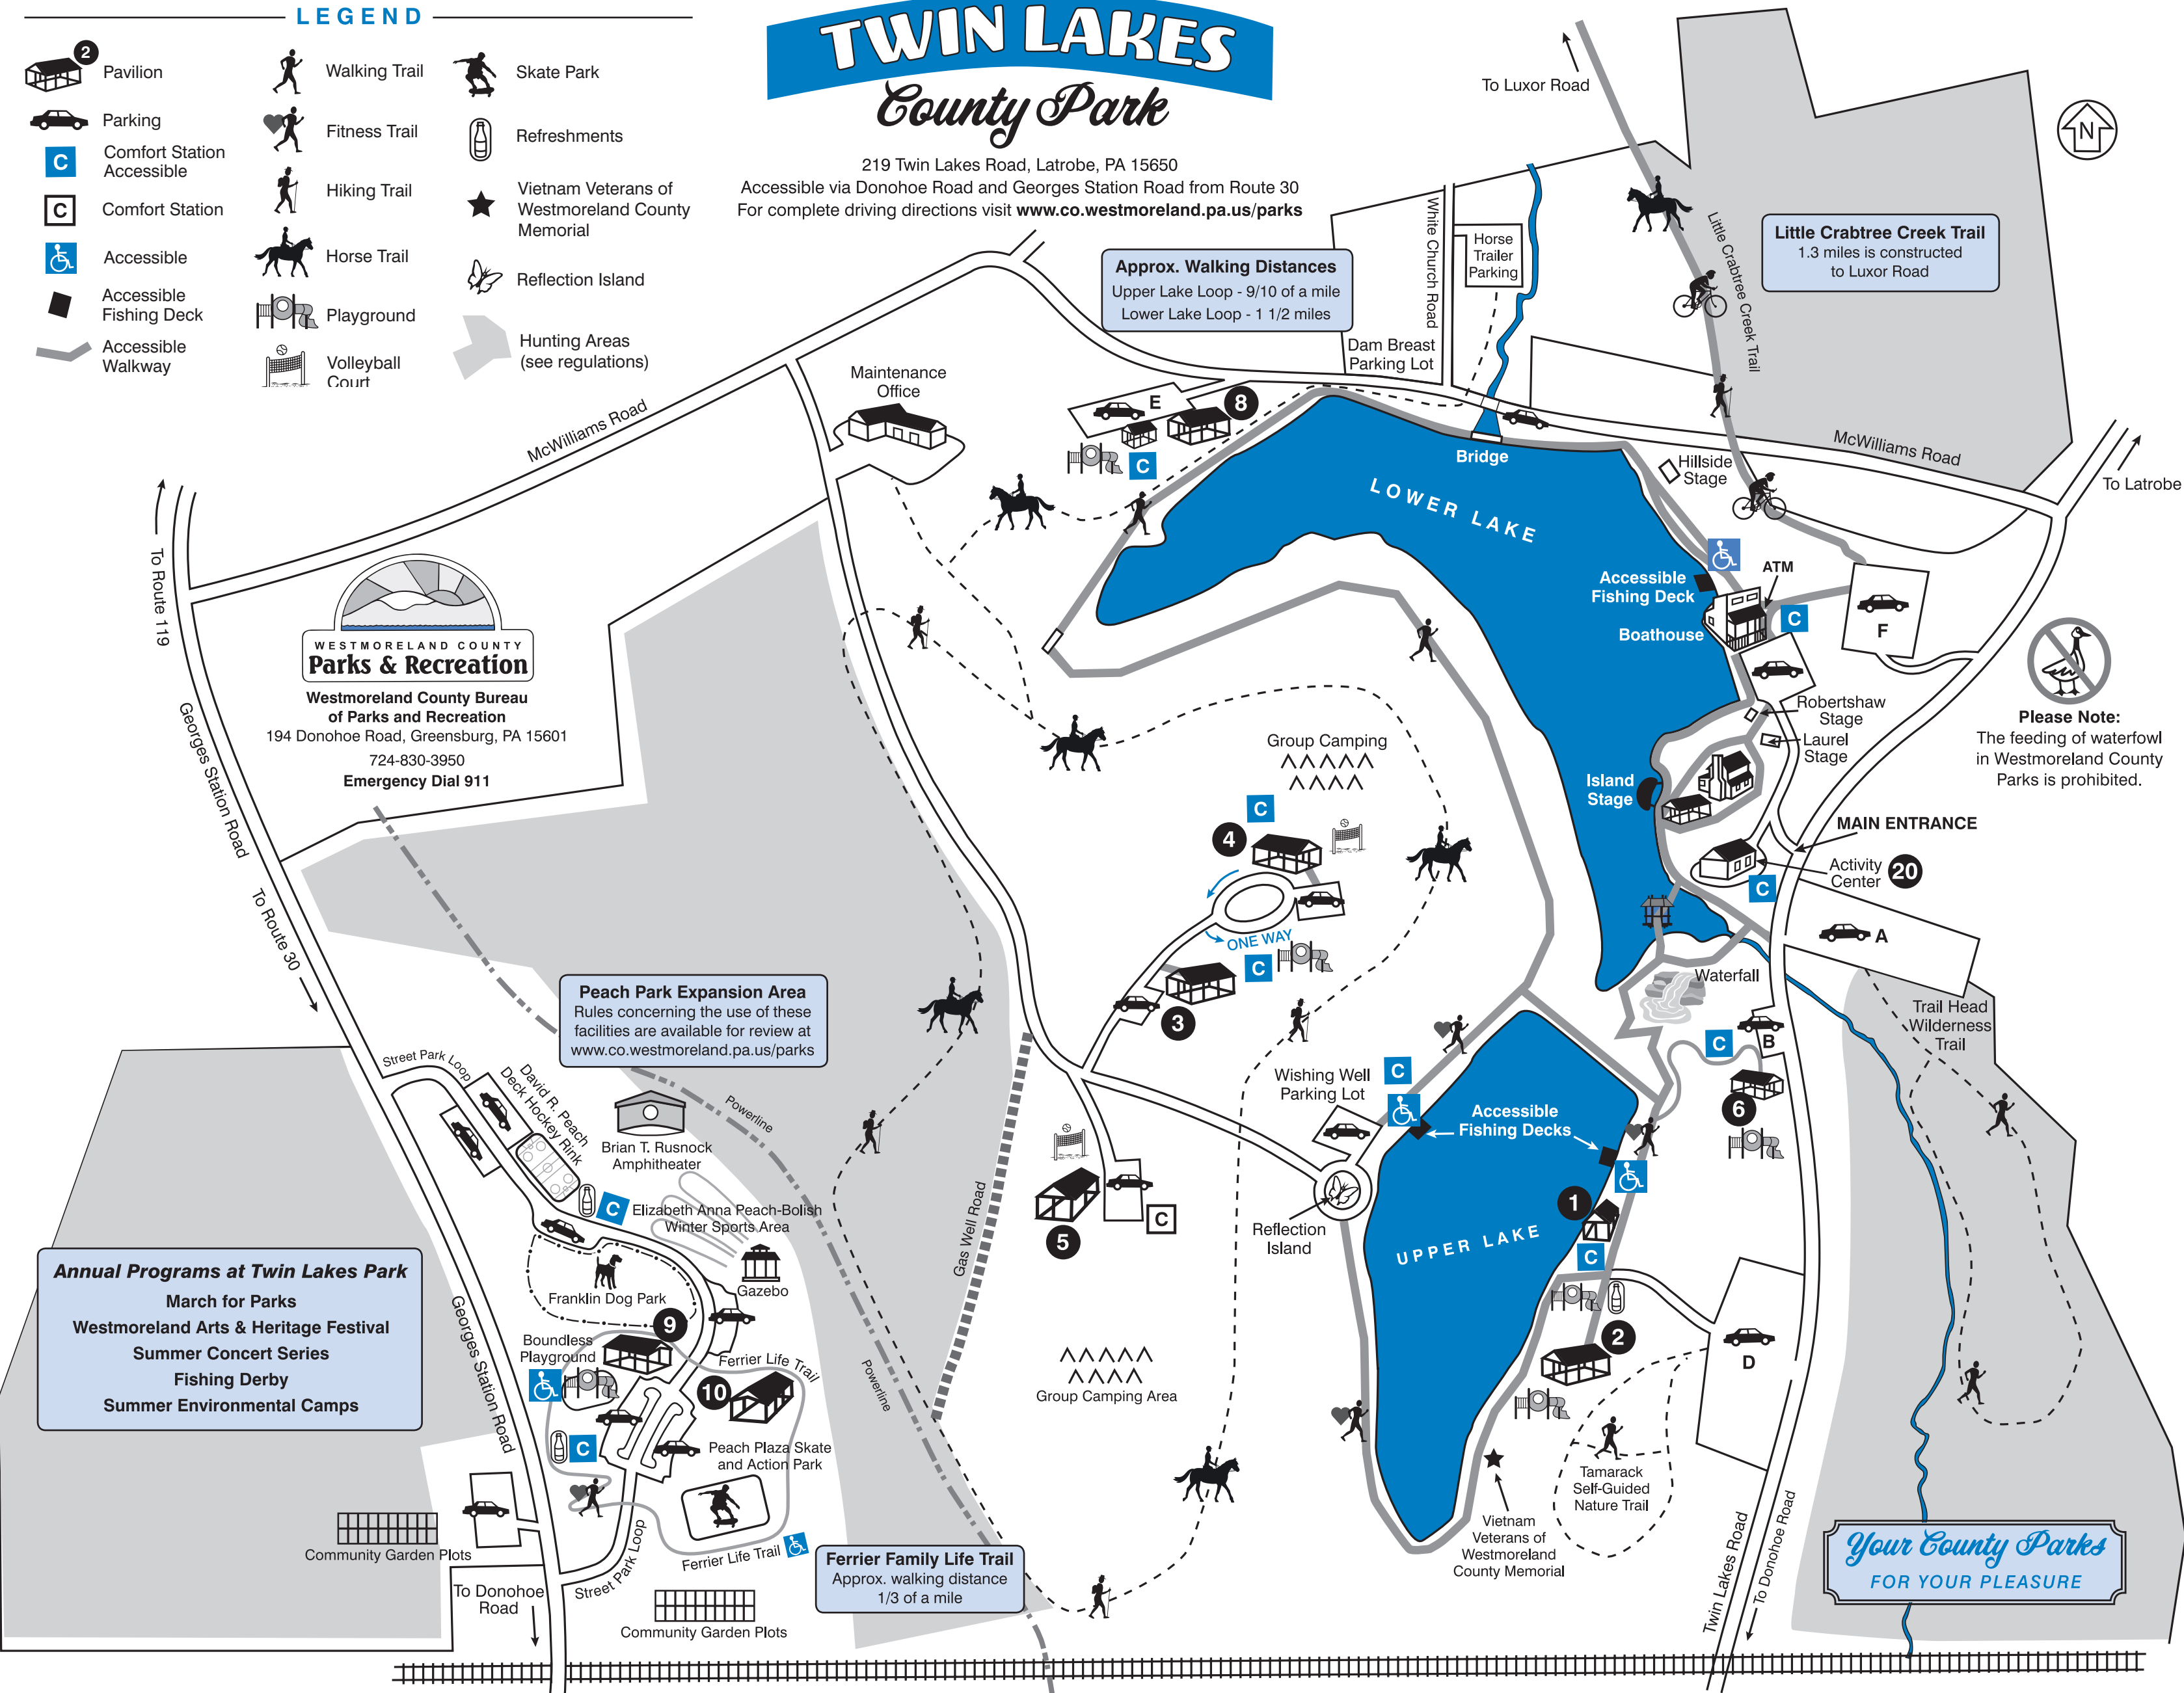 LEGEND
2
Pavilion
Parking
C
Comfort Station
Accessible
C
Comfort Station
Accessible
Accessible
Fishing Deck
Accessible
Walkway
Walking Trail
Fitness Trail
Hiking Trail
Horse Trail
Playground
Volleyball
Court
Skate Park
Refreshments
Vietnam Veterans of
Westmoreland County
Memorial
Reflection Island
Hunting Areas
(see regulations)
TWIN LAKES
County Park
219 Twin Lakes Road, Latrobe, PA 15650
Accessible via Donohoe Road and Georges Station Road from Route 30
For complete driving directions visit www.co.westmoreland.pa.us/parks
To Luxor Road
N
Little Crabtree Creek Trail
1.3 miles is constructed
to Luxor Road
Little Crabtree Creek Trail
White Church Road
Horse
Trailer
Parking
Approx. Walking Distances
Upper Lake Loop - 9/10 of a mile
Lower Lake Loop - 1 1/2 miles
Dam Breast
Parking Lot
Maintenance
Office
E
8
C
McWilliams Road
McWilliams Road
To Latrobe
Bridge
Hillside
Stage
LOWER LAKE
To Route 119
WESTMORELAND COUNTY
Parks & Recreation
Westmoreland County Bureau
of Parks and Recreation
194 Donohoe Road, Greensburg, PA 15601
724-830-3950
Emergency Dial 911
Accessible
Fishing Deck
ATM
Boathouse
C
F
Please Note:
The feeding of waterfowl
in Westmoreland County
Parks is prohibited.
Robertshaw
Stage
Laurel
Stage
Island
Stage
MAIN ENTRANCE
Activity
Center
20
C
A
Georges Station Road
To Route 30
Group Camping
C
4
ONE WAY
C
3
Waterfall
Trail Head
Wilderness
Trail
B
C
6
Peach Park Expansion Area
Rules concerning the use of these
facilities are available for review at
www.co.westmoreland.pa.us/parks
Street Park Loop
David R. Peach
Deck Hockey Rink
Powerline
Brian T. Rusnock
Amphitheater
C
Elizabeth Anna Peach-Bolish
Winter Sports Area
Gazebo
Franklin Dog Park
Gas Well Road
5
C
Wishing Well
Parking Lot
C
Accessible
Fishing Decks
Reflection
Island
1
C
UPPER LAKE
2
D
Annual Programs at Twin Lakes Park
March for Parks
Westmoreland Arts & Heritage Festival
Summer Concert Series
Fishing Derby
Summer Environmental Camps
Georges Station Road
9
Boundless
Playground
Ferrier Life Trail
10
Powerline
C
Peach Plaza Skate
and Action Park
Group Camping Area
Tamarack
Self-Guided
Nature Trail
Vietnam
Veterans of
Westmoreland
County Memorial
Community Garden Plots
To Donohoe
Road
Street Park Loop
Ferrier Life Trail
Community Garden Plots
Ferrier Family Life Trail
Approx. walking distance
1/3 of a mile
Twin Lakes Road
To Donohoe Road
Your County Parks
FOR YOUR PLEASURE